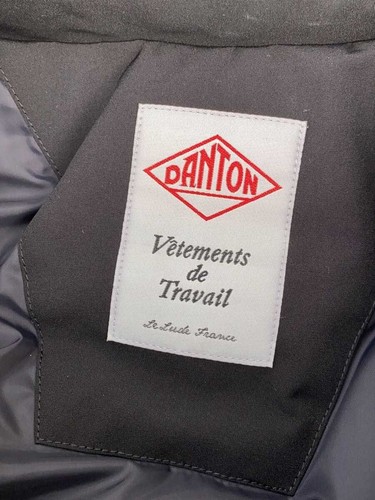 DANTON
Vêtements
de
Travail
Le Lude France